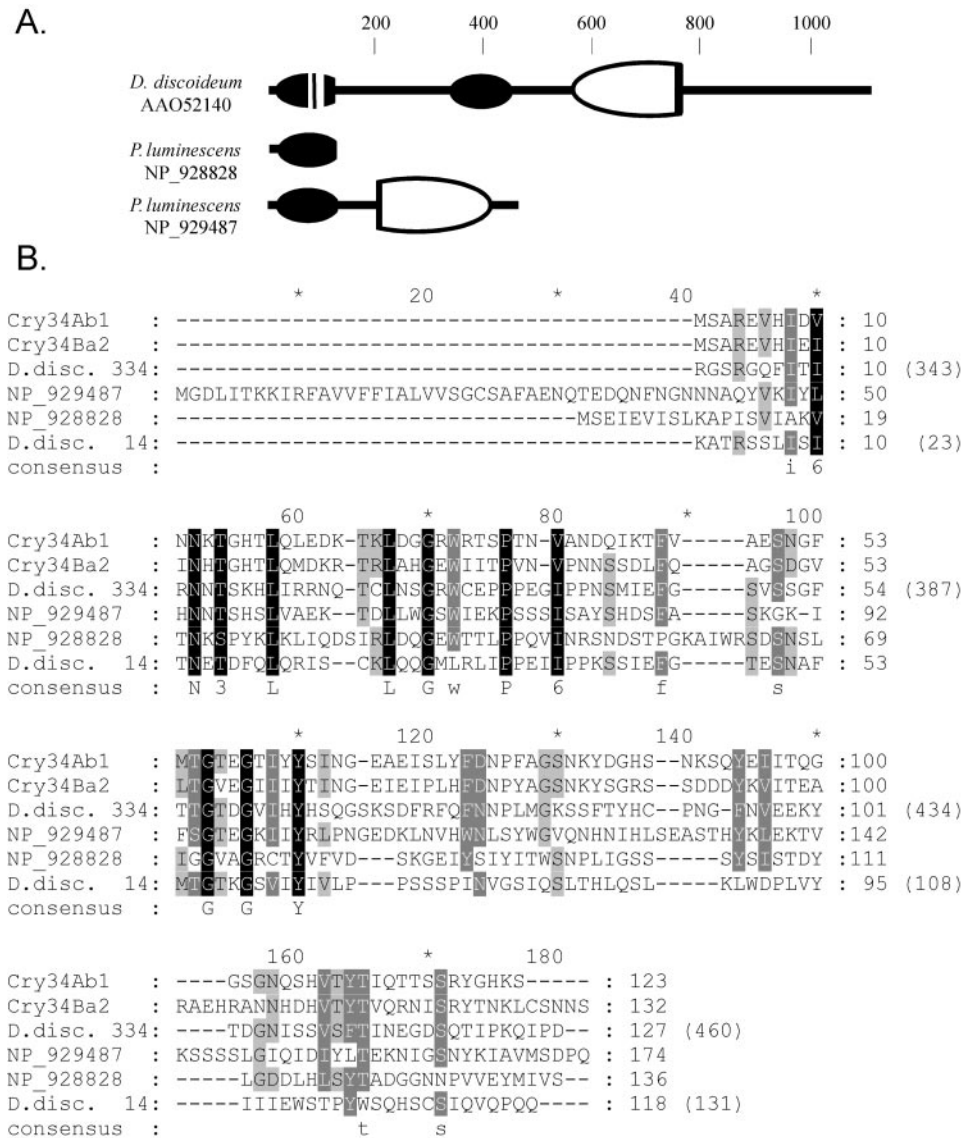 A.
200 400 600 800 1000
D. discoideum
AAO52140
P. luminescens
NP_928828
P. luminescens
NP_929487
B.
* 20 * 40 *
Cry34Ab1 : ----------------------------------------MSAREVHIDV : 10
Cry34Ba2 : ----------------------------------------MSAREVHIEI : 10
D.disc. 334 : ----------------------------------------RGSRGQFITI : 10 (343)
NP_929487 : MGDLITKKIRFAVVFFIALVVSGCSAFAENQTEDQNFNGNNNAQYVKIYL : 50
NP_928828 : -------------------------------MSEIEVISLKAPISVIAKV : 19
D.disc. 14 : ----------------------------------------KATRSSLISI : 10 (23)
consensus : i 6
60 * 80 * 100
Cry34Ab1 : NNKTGHTLQLEDK-TKLDGGRWRTSPTN-VANDQIKTFV-----AESNGF : 53
Cry34Ba2 : INHTGHTLQMDKR-TRLAHGEWIITPVN-VPNNSSDLFQ-----AGSDGV : 53
D.disc. 334 : RNNTSKHLIRRNQ-TCLNSGRWCEPPPEGIPPNSMIEFG-----SVSSGF : 54 (387)
NP_929487 : HNNTSHSLVAEK--TDLLWGSWIEKPSSSISAYSHDSFA-----SKGK-I : 92
NP_928828 : TNKSPYKLKLIQDSIRLDQGEWTTLPPQVINRSNDSTPGKAIWRSDSNSL : 69
D.disc. 14 : TNETDFQLQRIS--CKLQQGMLRLIPPEIIPPKSSIEFG-----TESNAF : 53
consensus : N 3 L L G w P 6 f s
* 120 * 140 *
Cry34Ab1 : MTGTEGTIYYSING-EAEISLYFDNPFAGSNKYDGHS--NKSQYEIITQG :100
Cry34Ba2 : LTGVEGIIIYTING-EIEIPLHFDNPYAGSNKYSGRS--SDDDYKVITEA :100
D.disc. 334 : TTGTDGVIHYHSQGSKSDFRFQFNNPLMGKSSFTYHC--PNG-FNVEEKY :101 (434)
NP_929487 : FSGTEGKIIYRLPNGEDKLNVHWNLSYWGVQNHNIHLSEASTHYKLEKTV :142
NP_928828 : IGGVAGRCTYVFVD---SKGEIYSIYITWSNPLIGSS----SYSISTDY :111
D.disc. 14 : MTGTKGSVIYIVLP---PSSSPINVGSIQSLTHLQSL-----KLWDPLVY : 95 (108)
consensus : G G Y
160 * 180
Cry34Ab1 : ----GSGNQSHVTYTIQTTSSRYGHKS---- : 123
Cry34Ba2 : RAEHRANNHDHVTYTVQRNISRYTNKLCSNNS : 132
D.disc. 334 : ----TDGNISSVSFTINEGDSQTIPKQIPD-- : 127 (460)
NP_929487 : KSSSSLGIQIDIYLTEKNIGSNYKIAVMSDPQ : 174
NP_928828 : -----LGDDLHLSYTADGGNNPVVEYMIVS-- : 136
D.disc. 14 : -----IIIEWSTPYWSQHSCSIQVQPQQ---- : 118 (131)
consensus : t s